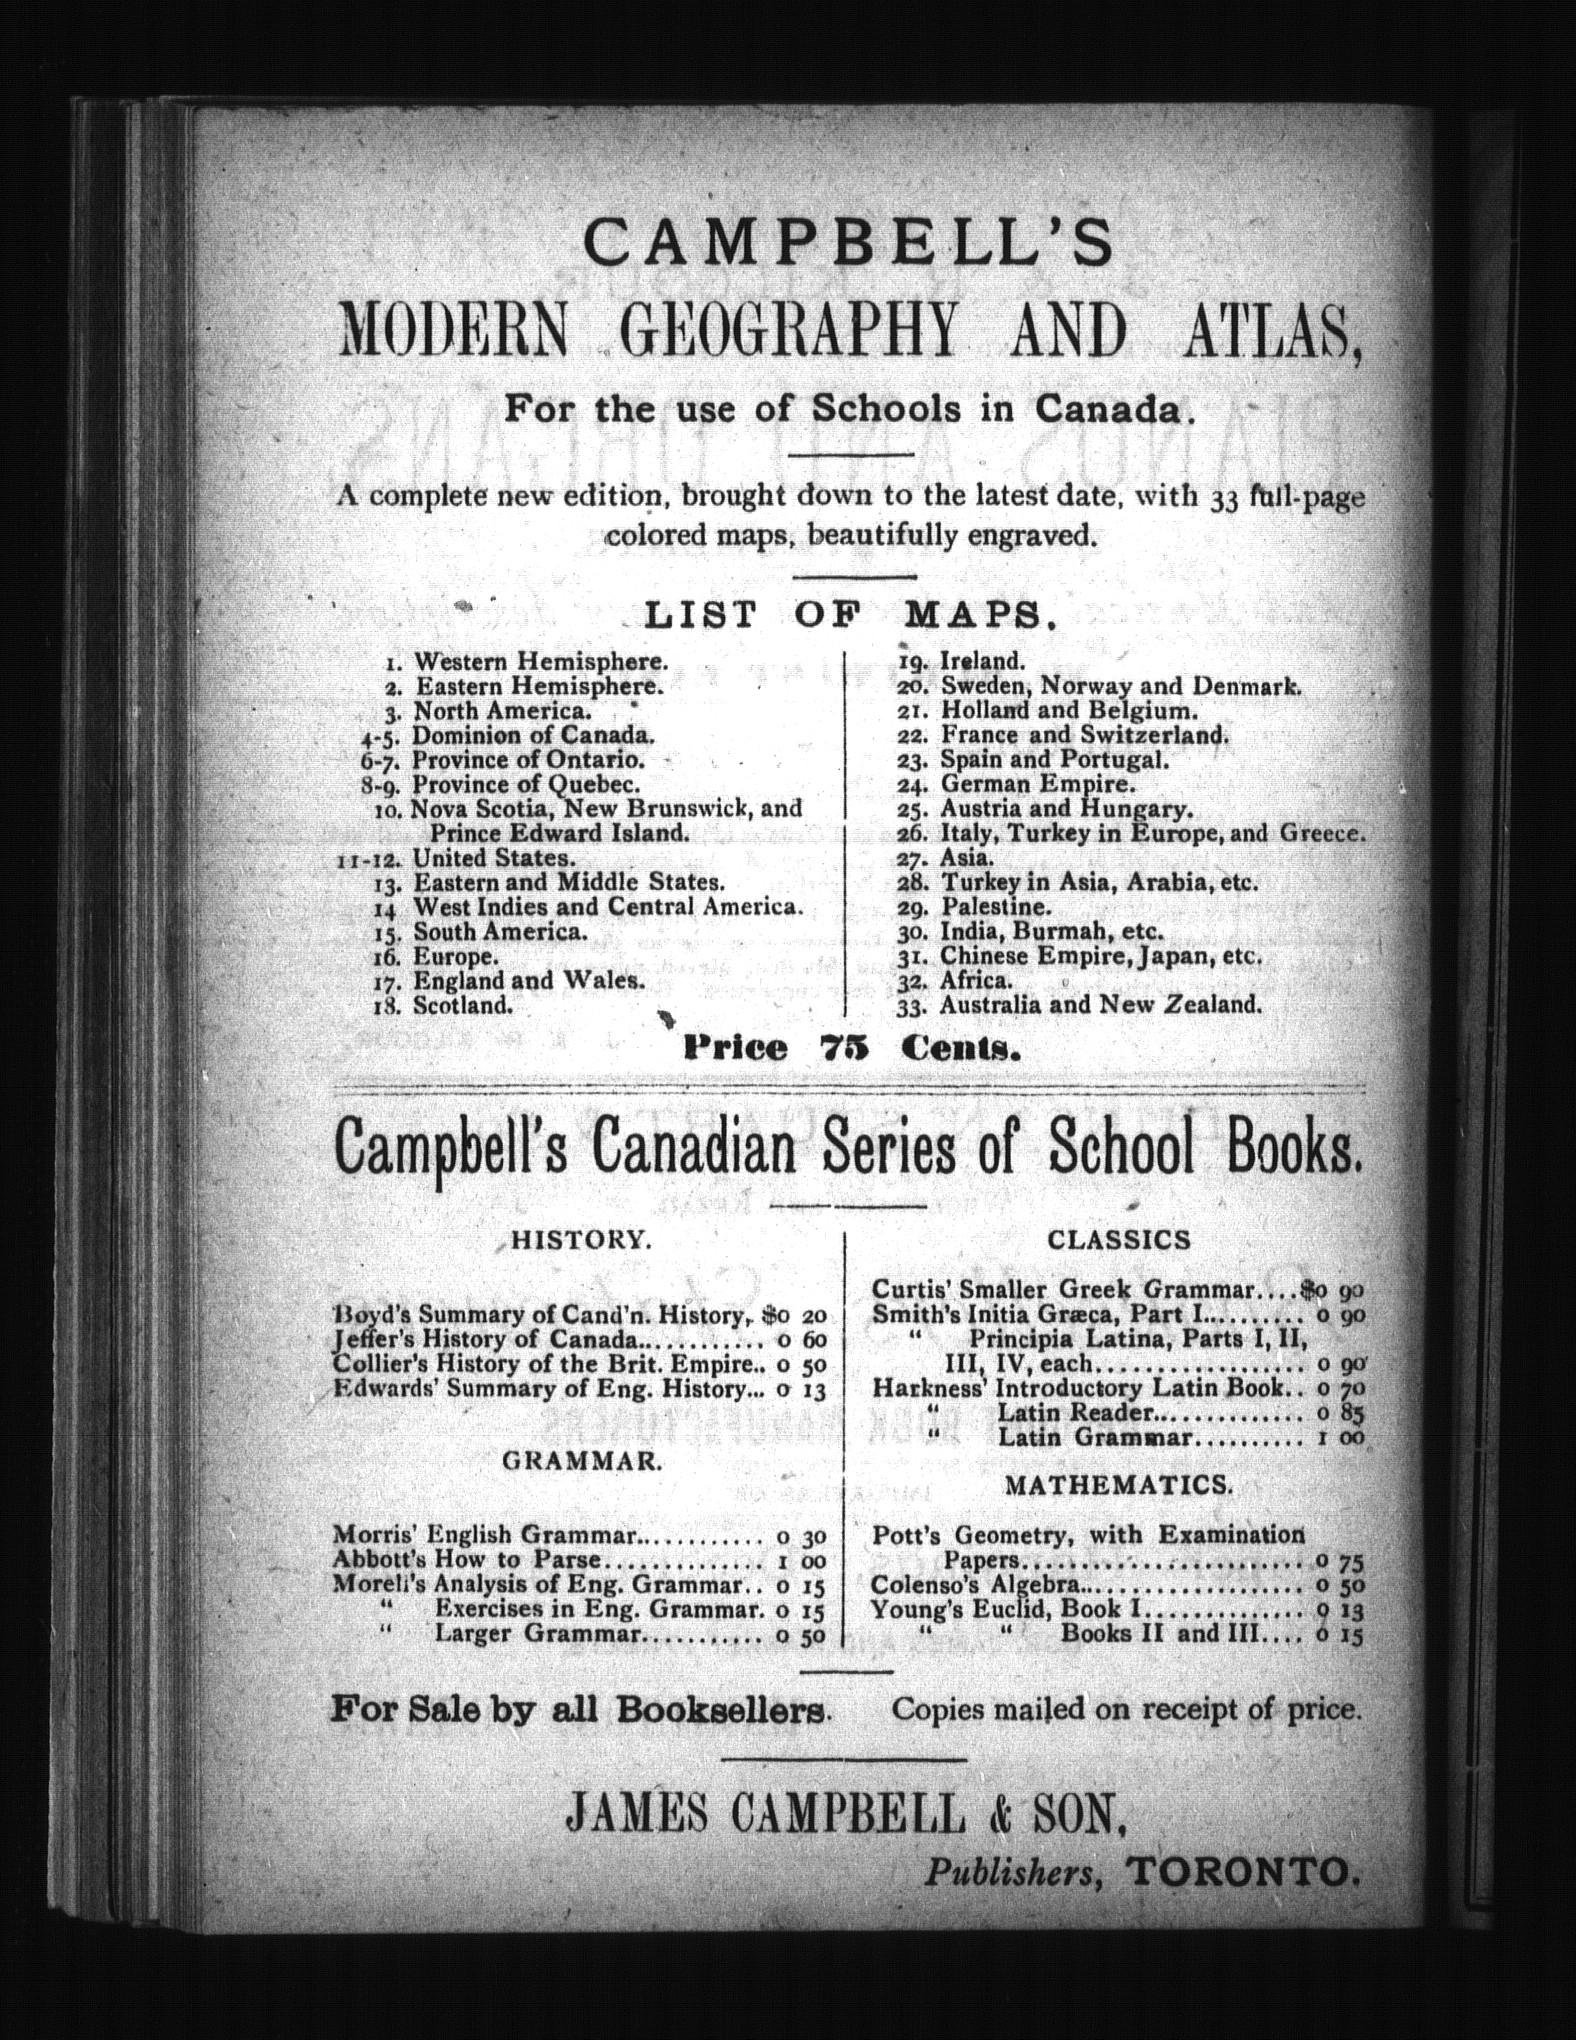 CAMPBELL'S
MODERN GEOGRAPHY AND ATLAS,
For the use of Schools in Canada.
A complete new edition, brought down to the latest date, with 33 full-page
colored maps, beautifully engraved.
LIST OF MAPS.
1. Western Hemisphere.
2. Eastern Hemisphere.
3. North America.
4-5. Dominion of Canada.
6-7. Province of Ontario.
8-9. Province of Quebec.
10. Nova Scotia, New Brunswick, and
Prince Edward Island.
11-12. United States.
13. Eastern and Middle States.
14 West Indies and Central America.
15. South America.
16. Europe.
17. England and Wales.
18. Scotland.
19. Ireland.
20. Sweden, Norway and Denmark.
21. Holland and Belgium.
22. France and Switzerland.
23. Spain and Portugal.
24. German Empire.
25. Austria and Hungary.
26. Italy, Turkey in Europe, and Greece.
27. Asia.
28. Turkey in Asia, Arabia, etc.
29. Palestine.
30. India, Burmah, etc.
31. Chinese Empire, Japan, etc.
32. Africa.
33. Australia and New Zealand.
Price 75 Cents.
Campbell's Canadian Series of School Books.
HISTORY.
Boyd's Summary of Cand'n. History, $0 20
Jeffer's History of Canada............. 0 60
Collier's History of the Brit. Empire.. 0 50
Edwards' Summary of Eng. History... 0 13
GRAMMAR.
Morris' English Grammar............ 0 30
Abbott's How to Parse.............. 1 00
Morell's Analysis of Eng. Grammar.. 0 15
" Exercises in Eng. Grammar. 0 15
" Larger Grammar........... 0 50
CLASSICS
Curtis' Smaller Greek Grammar....$0 90
Smith's Initia Græca, Part I.......... 0 90
" Principia Latina, Parts I, II,
III, IV, each.................. 0 90
Harkness' Introductory Latin Book.. 0 70
" Latin Reader.............. 0 85
" Latin Grammar.......... 1 00
MATHEMATICS.
Pott's Geometry, with Examination
Papers........................ 0 75
Colenso's Algebra.................... 0 50
Young's Euclid, Book I.............. 0 13
" " Books II and III.... 0 15
For Sale by all Booksellers. Copies mailed on receipt of price.
JAMES CAMPBELL & SON,
Publishers, TORONTO.